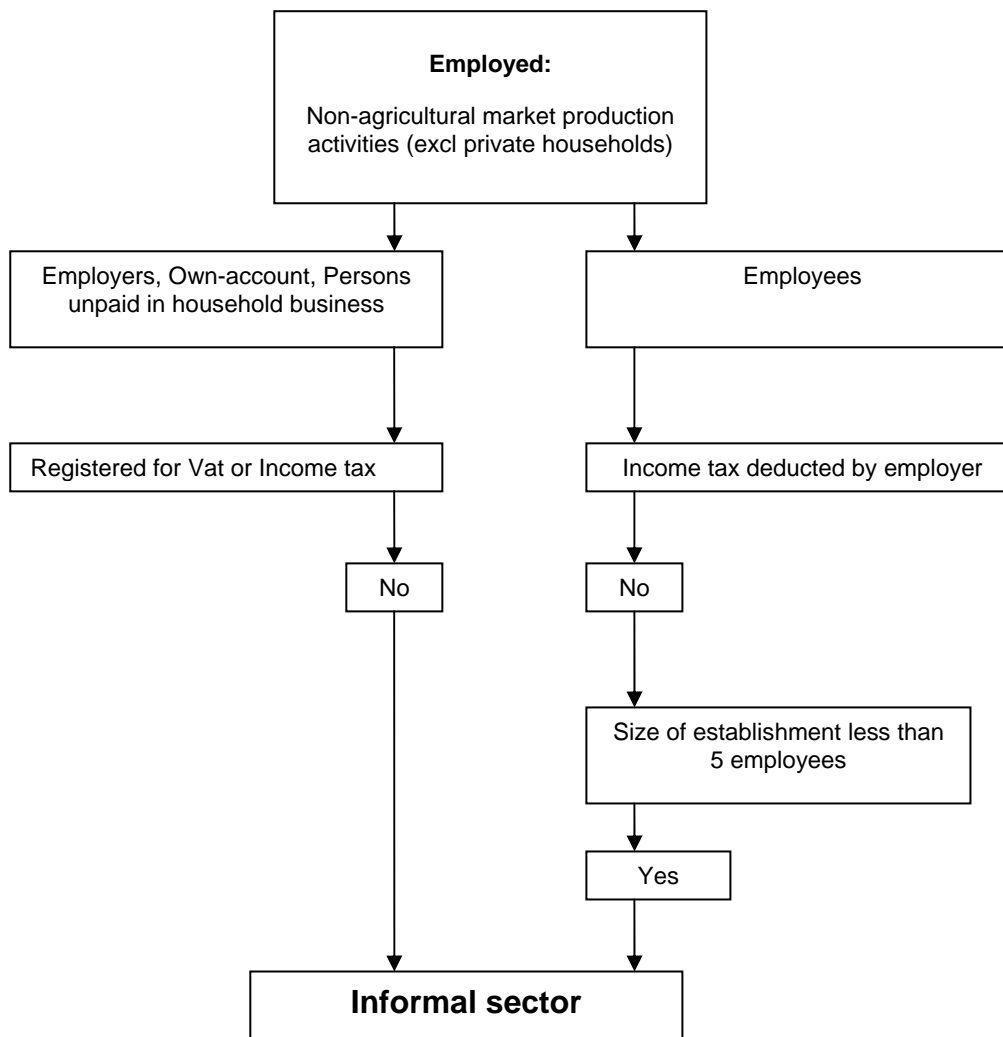 Employed:
Non-agricultural market production
activities (excl private households)
Employers, Own-account, Persons
unpaid in household business
Employees
Registered for Vat or Income tax
Income tax deducted by employer
No
No
Size of establishment less than
5 employees
Yes
Informal sector